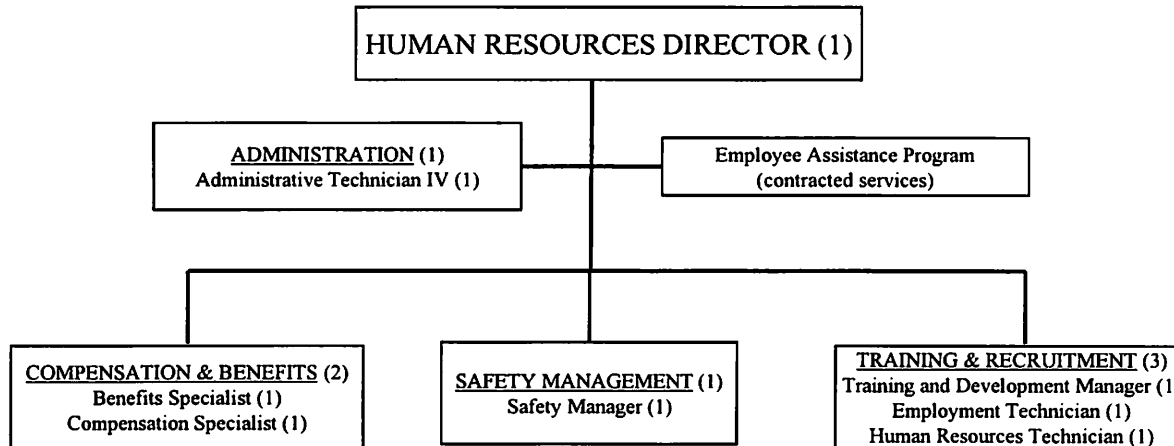 HUMAN RESOURCES DIRECTOR (1)
ADMINISTRATION (1)
Administrative Technician IV (1)
Employee Assistance Program
(contracted services)
COMPENSATION & BENEFITS (2)
Benefits Specialist (1)
Compensation Specialist (1)
SAFETY MANAGEMENT (1)
Safety Manager (1)
TRAINING & RECRUITMENT (3)
Training and Development Manager (1
Employment Technician (1)
Human Resources Technician (1)